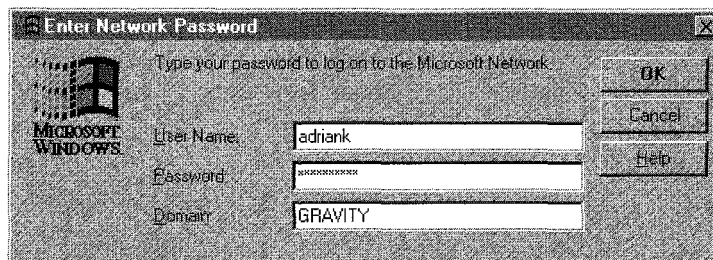 Enter Network Password
Type your password to log on to the Microsoft Network.
OK
Cancel
Help
MICROSOFT
WINDOWS
User Name: adriank
Password: **********
Domain: GRAVITY